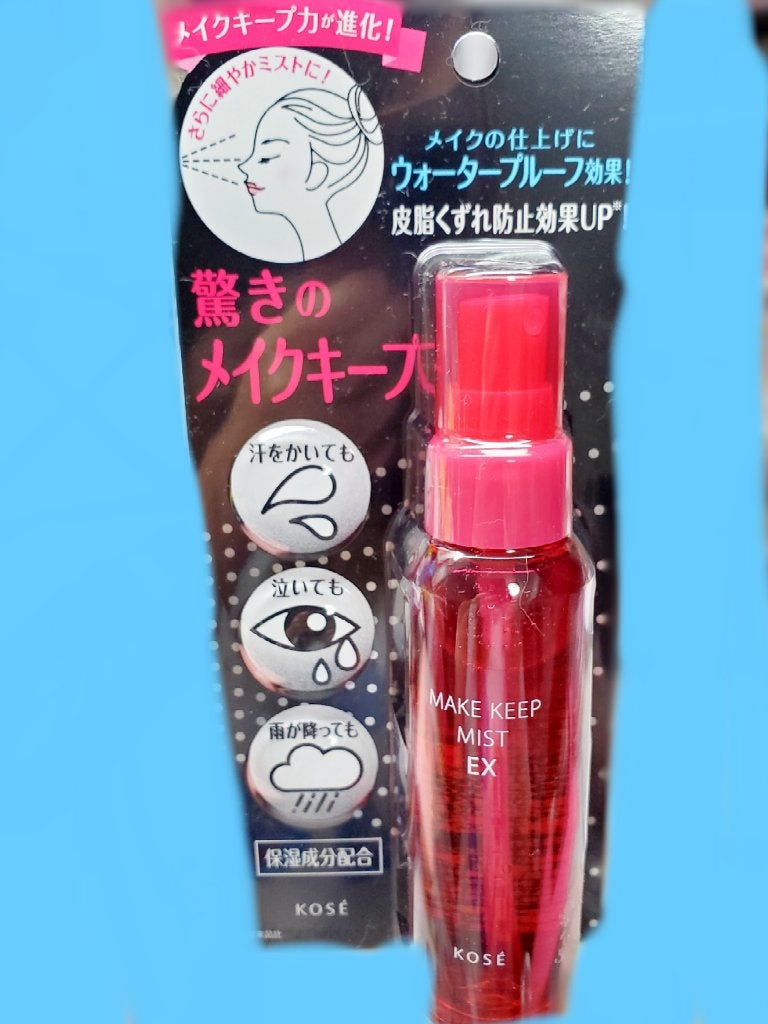 メイクキープ力が進化!
さらに細やかミストに!
メイクの仕上げに
ウォータープルーフ効果!
皮脂くずれ防止効果UP※!
驚きの
メイクキープ
汗をかいても
泣いても
雨が降っても
保湿成分配合
KOSÉ
MAKE KEEP
MIST
EX
KOSÉ